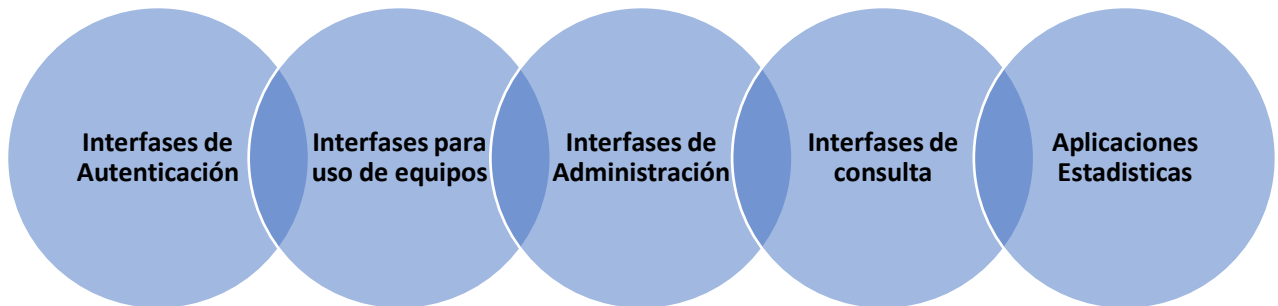 Interfases de
Autenticación
Interfases para
uso de equipos
Interfases de
Administración
Interfases de
consulta
Aplicaciones
Estadisticas